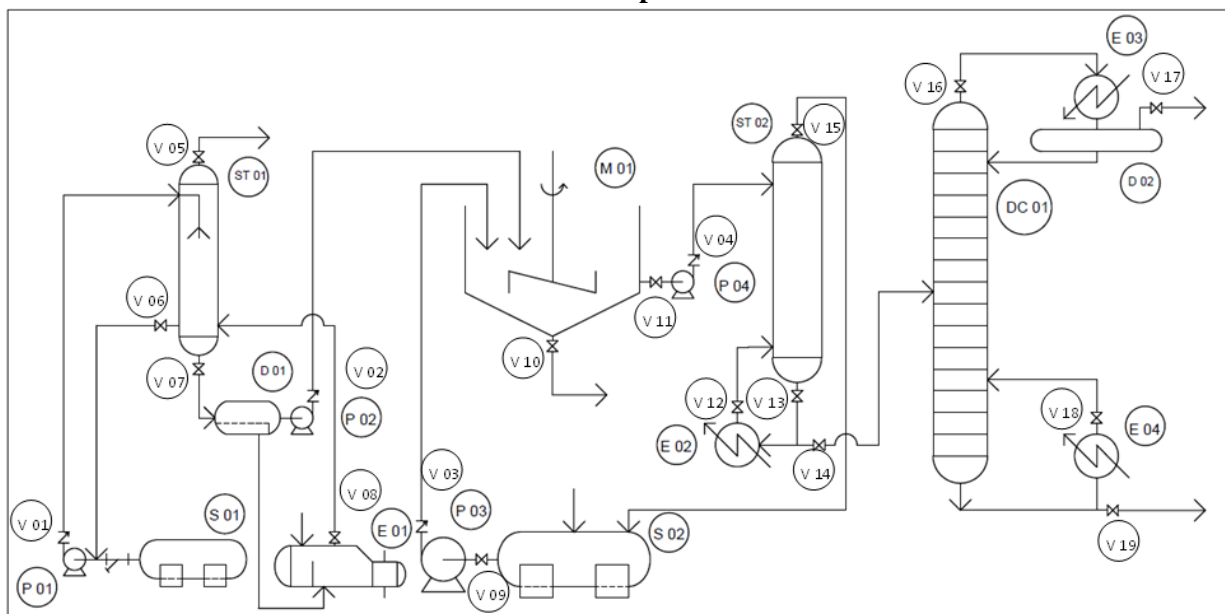 E 03
V 16
V 17
ST 02
V 15
V 05
ST 01
M 01
D 02
DC 01
V 04
P 04
V 06
V 11
V 10
V 07
D 01
V 02
P 02
V 12
V 13
V 18
E 04
E 02
V 14
V 03
V 08
P 03
V 01
S 01
E 01
S 02
V 19
P 01
V 09